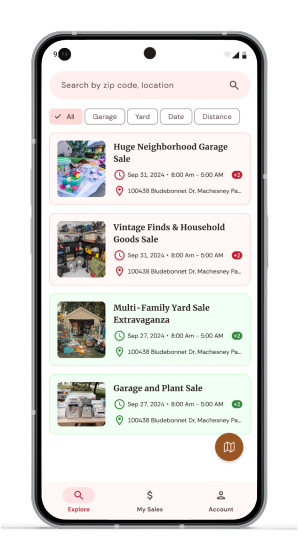 Search by zip code, location
All Garage Yard Date Distance
Huge Neighborhood Garage
Sale
Sep 31, 2024 • 8:00 Am - 5:00 AM +2
100438 Bludebonnet Dr, Machesney Pa...
Vintage Finds & Household
Goods Sale
Sep 31, 2024 • 8:00 Am - 5:00 AM +2
100438 Bludebonnet Dr, Machesney Pa...
Multi-Family Yard Sale
Extravaganza
Sep 27, 2024 • 8:00 Am - 5:00 AM +2
100438 Bludebonnet Dr, Machesney Pa...
Garage and Plant Sale
Sep 27, 2024 • 8:00 Am - 5:00 AM +2
100438 Bludebonnet Dr, Machesney Pa...
Explore My Sales Account